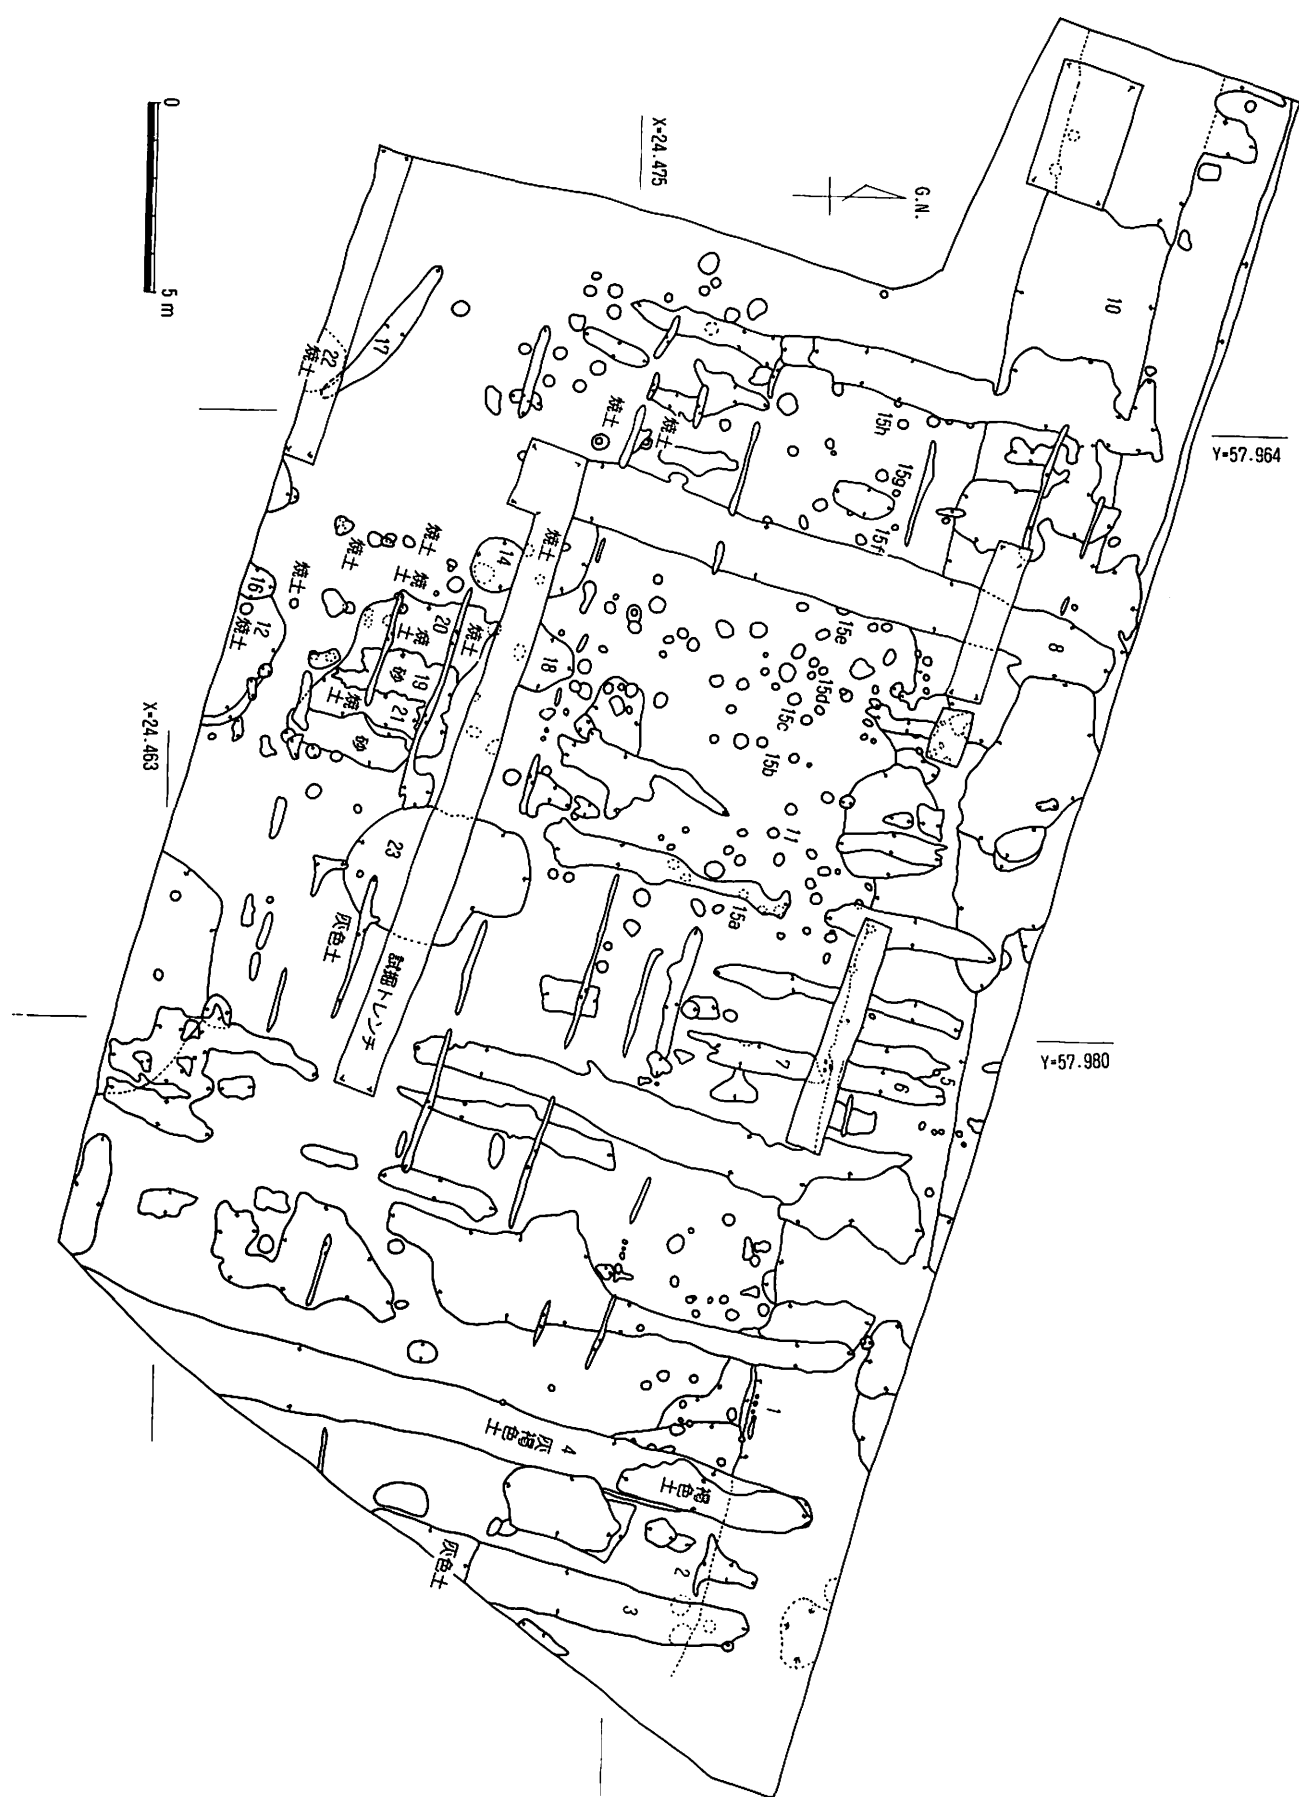 0
5 m
X=24.475
G.N.
Y=57.964
10
17
22
焼土
焼土
焼土
15h
15g
15f
8
焼土
14
焼土
焼土
焼土
焼土
16
12
焼土
20
焼土
焼土
19
砂
21
焼土
砂
18
15e
15d
15c
15b
11
15a
X=24.463
23
灰色土
試掘トレンチ
Y=57.980
7
6
5
1
4 灰褐色土
褐色土
2
3
灰色土